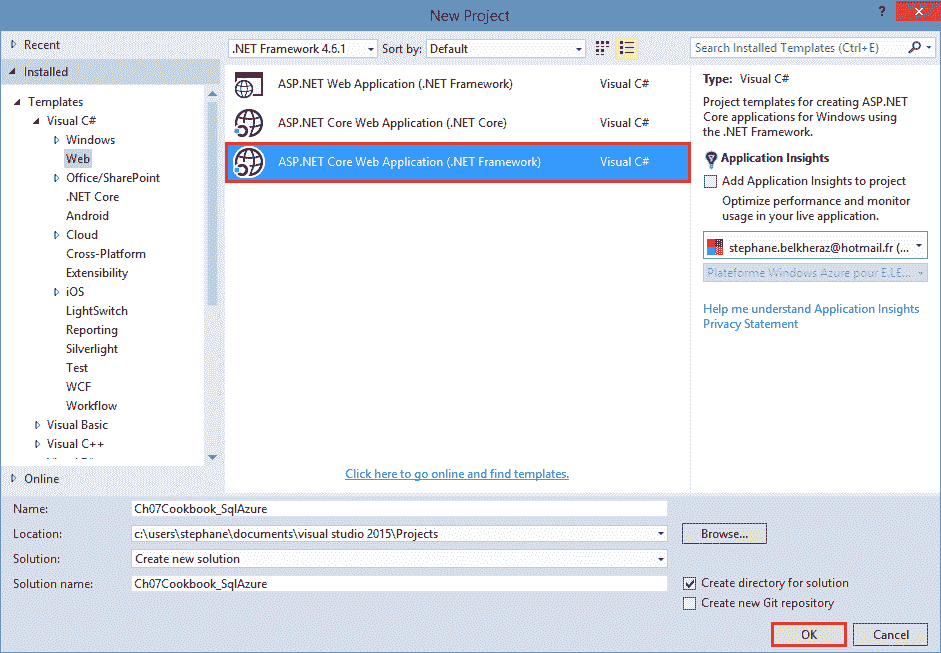 New Project
?
Recent
.NET Framework 4.6.1
Sort by:
Default
Search Installed Templates (Ctrl+E)
Installed
Templates
Visual C#
Windows
Web
Office/SharePoint
.NET Core
Android
Cloud
Cross-Platform
Extensibility
iOS
LightSwitch
Reporting
Silverlight
Test
WCF
Workflow
Visual Basic
Visual C++
Online
ASP.NET Web Application (.NET Framework) Visual C#
ASP.NET Core Web Application (.NET Core) Visual C#
ASP.NET Core Web Application (.NET Framework) Visual C#
Click here to go online and find templates.
Type: Visual C#
Project templates for creating ASP.NET
Core applications for Windows using
the .NET Framework.
Application Insights
Add Application Insights to project
Optimize performance and monitor
usage in your live application.
stephane.belkheraz@hotmail.fr (...
Plateforme Windows Azure pour E.LE...
Help me understand Application Insights
Privacy Statement
Name: Ch07Cookbook_SqlAzure
Location: c:\users\stephane\documents\visual studio 2015\Projects
Browse...
Solution: Create new solution
Solution name: Ch07Cookbook_SqlAzure
Create directory for solution
Create new Git repository
OK
Cancel